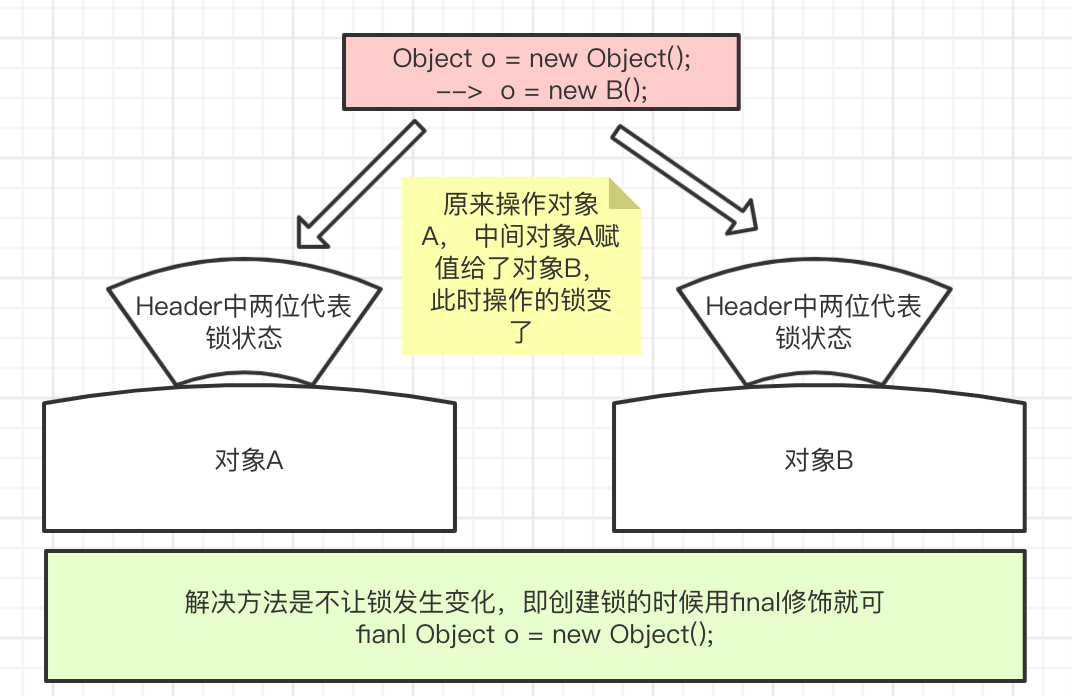 Object o = new Object();
--> o = new B();
原来操作对象
A， 中间对象A赋
值给了对象B，
此时操作的锁变
了
Header中两位代表
锁状态
Header中两位代表
锁状态
对象A
对象B
解决方法是不让锁发生变化，即创建锁的时候用final修饰就可
fianl Object o = new Object();